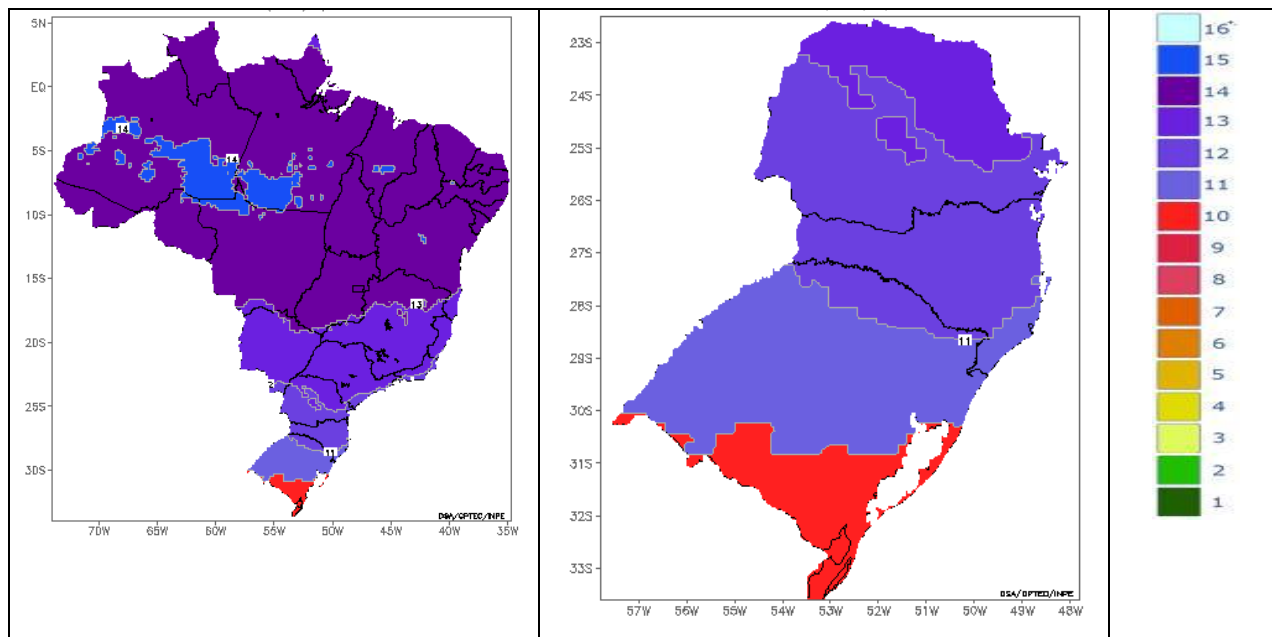 5N
EQ
5S
10S
15S
20S
25S
30S
14
14
13
11
DSA/CPTEC/INPE
70W 65W 60W 55W 50W 45W 40W 35W
23S
24S
25S
26S
27S
28S
29S
30S
31S
32S
33S
11
DSA/CPTEC/INPE
57W 56W 55W 54W 53W 52W 51W 50W 49W 48W
16+
15
14
13
12
11
10
9
8
7
6
5
4
3
2
1